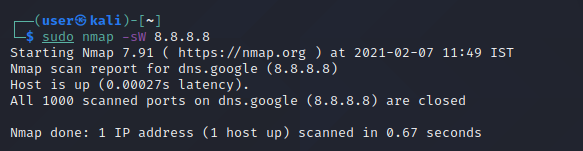 ┌──(user㉿kali)-[~]
└─$ sudo nmap -sW 8.8.8.8
Starting Nmap 7.91 ( https://nmap.org ) at 2021-02-07 11:49 IST
Nmap scan report for dns.google (8.8.8.8)
Host is up (0.00027s latency).
All 1000 scanned ports on dns.google (8.8.8.8) are closed

Nmap done: 1 IP address (1 host up) scanned in 0.67 seconds